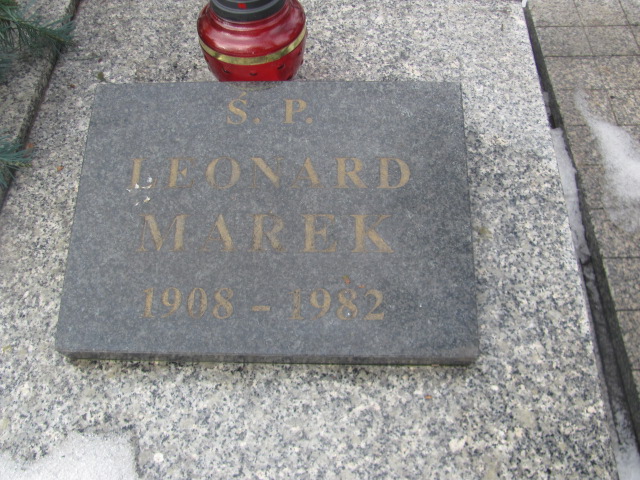 Ś. P.
LEONARD
MAREK
1908 - 1982